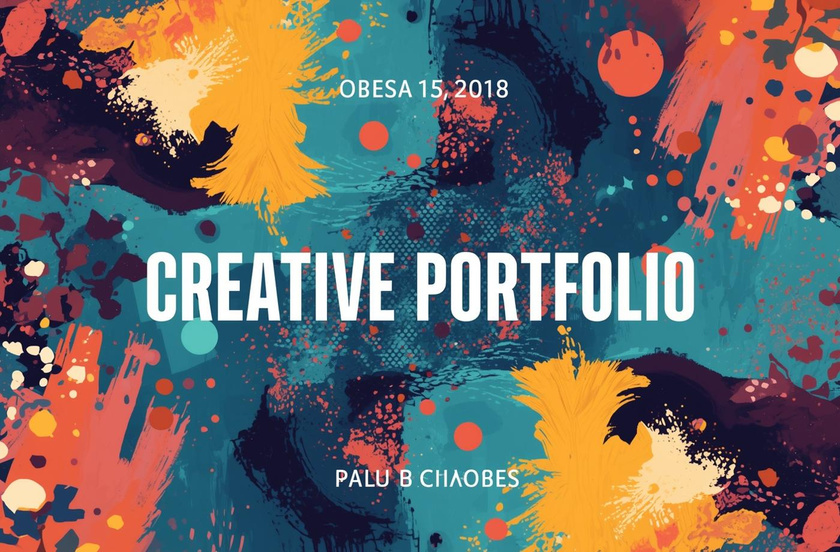 OBESA 15, 2018
CREATIVE PORTFOLIO
PALU B CHAOBES